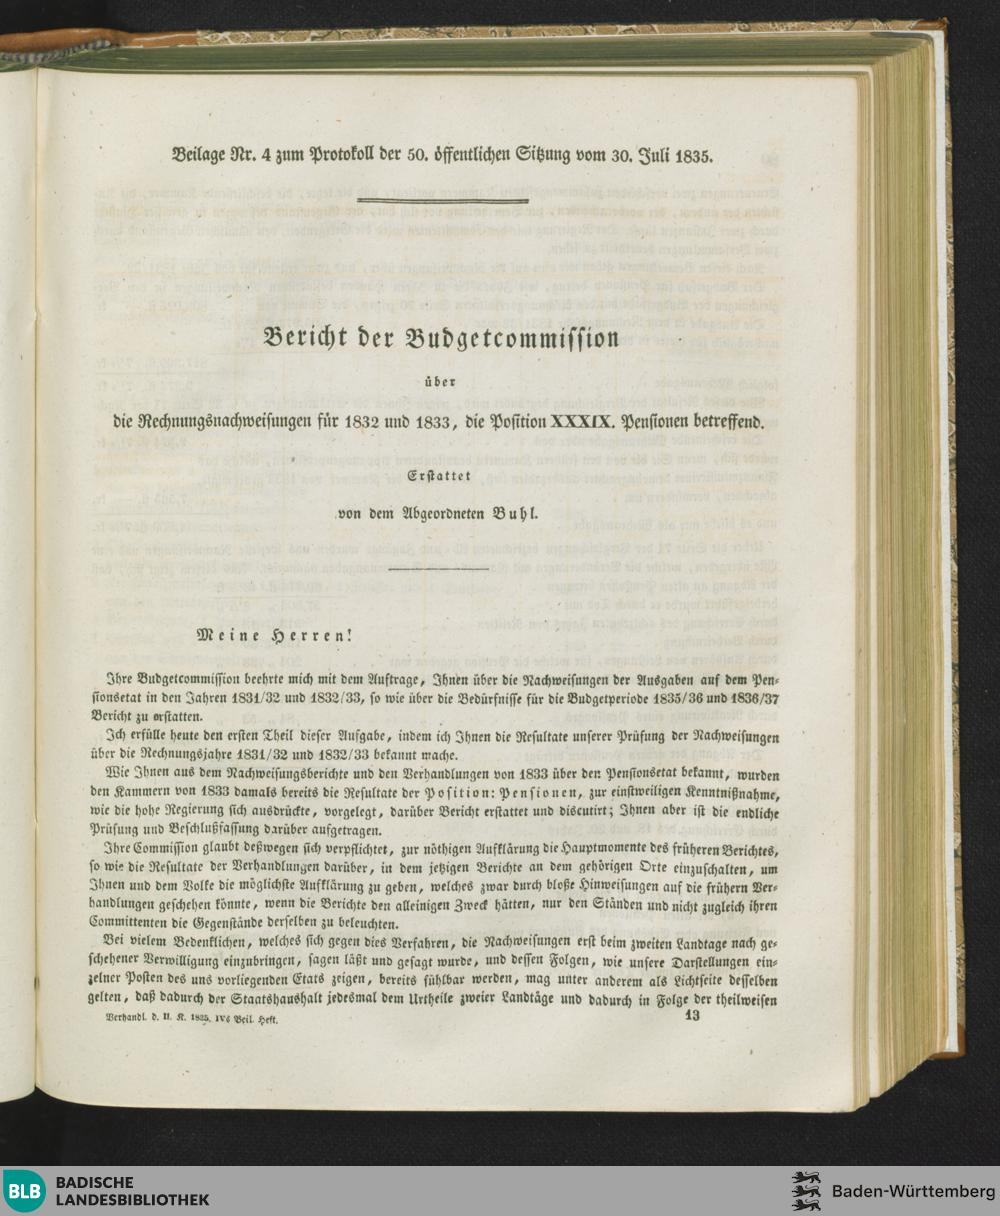 Beilage Nr. 4 zum Protokoll der 50. öffentlichen Sitzung vom 30. Juli 1835.
Bericht der Budgetcommission
über
die Rechnungsnachweisungen für 1832 und 1833, die Position XXXIX. Pensionen betreffend.
Erstattet
von dem Abgeordneten Buhl.
Meine Herren!
Ihre Budgetcommission beehrte mich mit dem Auftrage, Ihnen über die Nachweisungen der Ausgaben auf dem Pen-
sionsetat in den Jahren 1831/32 und 1832/33, so wie über die Bedürfnisse für die Budgetperiode 1835/36 und 1836/37
Bericht zu erstatten.
Ich erfülle heute den ersten Theil dieser Aufgabe, indem ich Ihnen die Resultate unserer Prüfung der Nachweisungen
über die Rechnungsjahre 1831/32 und 1832/33 bekannt mache.
Wie Ihnen aus dem Nachweisungsberichte und den Verhandlungen von 1833 über den Pensionsetat bekannt, wurden
den Kammern von 1833 damals bereits die Resultate der Position: Pensionen, zur einstweiligen Kenntnißnahme,
wie die hohe Regierung sich ausdrückte, vorgelegt, darüber Bericht erstattet und discutirt; Ihnen aber ist die endliche
Prüfung und Beschlußfassung darüber aufgetragen.
Ihre Commission glaubt deßwegen sich verpflichtet, zur nöthigen Aufklärung die Hauptmomente des früheren Berichtes,
so wie die Resultate der Verhandlungen darüber, in dem jetzigen Berichte an dem gehörigen Orte einzuschalten, um
Ihnen und dem Volke die möglichste Aufklärung zu geben, welches zwar durch bloße Hinweisungen auf die frühern Ver-
handlungen geschehen könnte, wenn die Berichte den alleinigen Zweck hätten, nur den Ständen und nicht zugleich ihren
Committenten die Gegenstände derselben zu beleuchten.
Bei vielem Bedenklichen, welches sich gegen dies Verfahren, die Nachweisungen erst beim zweiten Landtage nach ge-
schehener Verwilligung einzubringen, sagen läßt und gesagt wurde, und dessen Folgen, wie unsere Darstellungen ein-
zelner Posten des uns vorliegenden Etats zeigen, bereits fühlbar werden, mag unter anderem als Lichtseite desselben
gelten, daß dadurch der Staatshaushalt jedesmal dem Urtheile zweier Landtäge und dadurch in Folge der theilweisen
Verhandl. d. II. K. 1835. IVs Beil. Heft. 13
BLB BADISCHE
LANDESBIBLIOTHEK
Baden-Württemberg